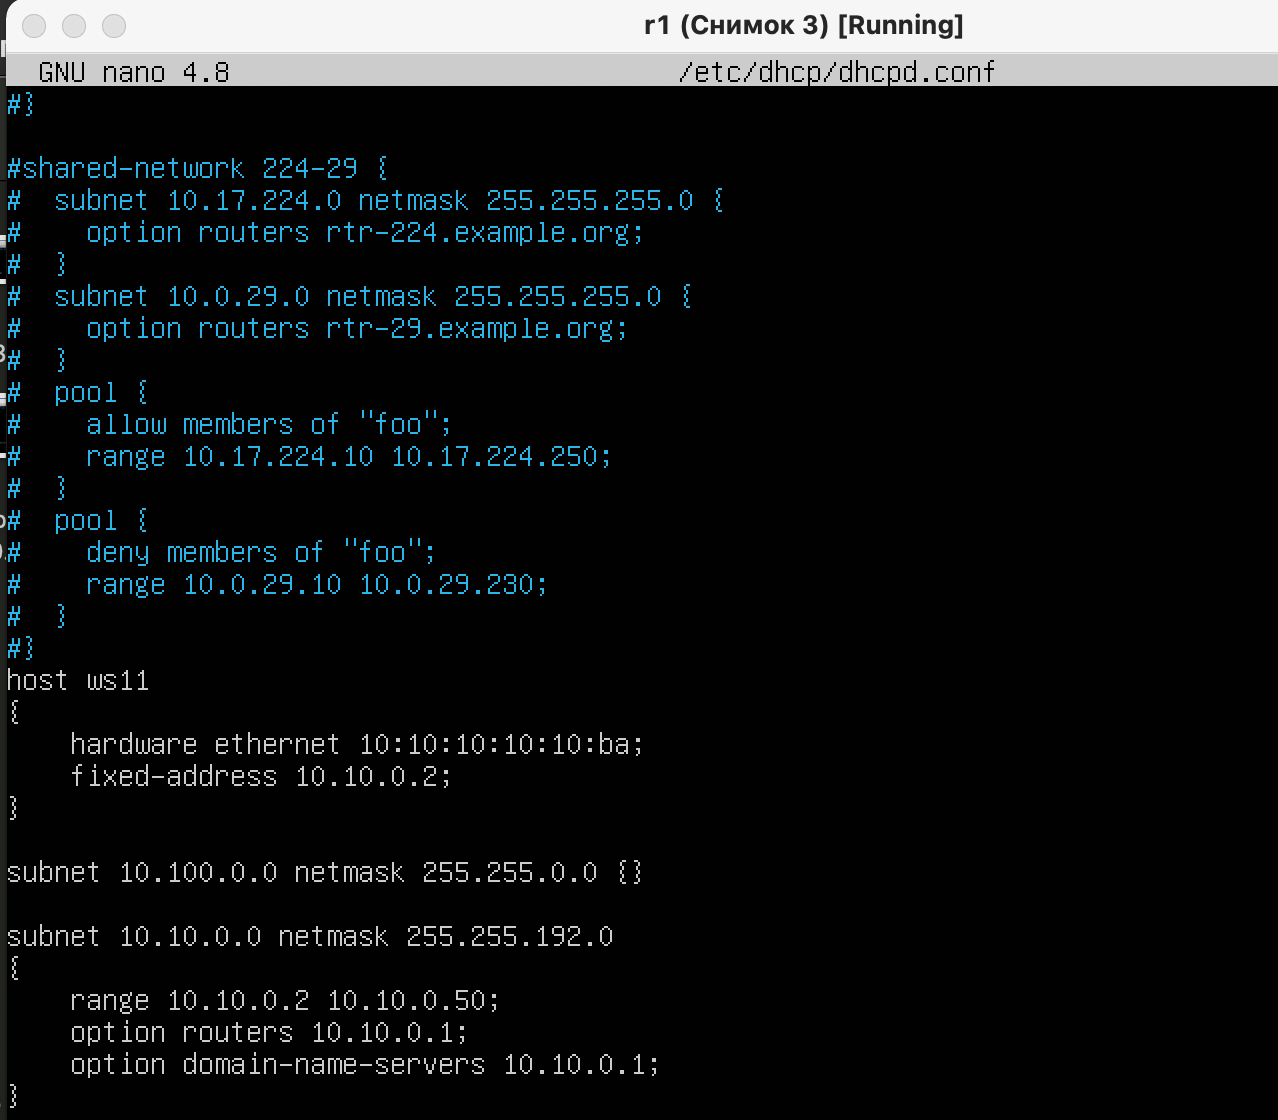 r1 (Снимок 3) [Running]
GNU nano 4.8 /etc/dhcp/dhcpd.conf
#}
#shared-network 224-29 {
#  subnet 10.17.224.0 netmask 255.255.255.0 {
#    option routers rtr-224.example.org;
#  }
#  subnet 10.0.29.0 netmask 255.255.255.0 {
#    option routers rtr-29.example.org;
#  }
#  pool {
#    allow members of "foo";
#    range 10.17.224.10 10.17.224.250;
#  }
#  pool {
#    deny members of "foo";
#    range 10.0.29.10 10.0.29.230;
#  }
#}
host ws11
{
    hardware ethernet 10:10:10:10:10:ba;
    fixed-address 10.10.0.2;
}
subnet 10.100.0.0 netmask 255.255.0.0 {}
subnet 10.10.0.0 netmask 255.255.192.0
{
    range 10.10.0.2 10.10.0.50;
    option routers 10.10.0.1;
    option domain-name-servers 10.10.0.1;
}